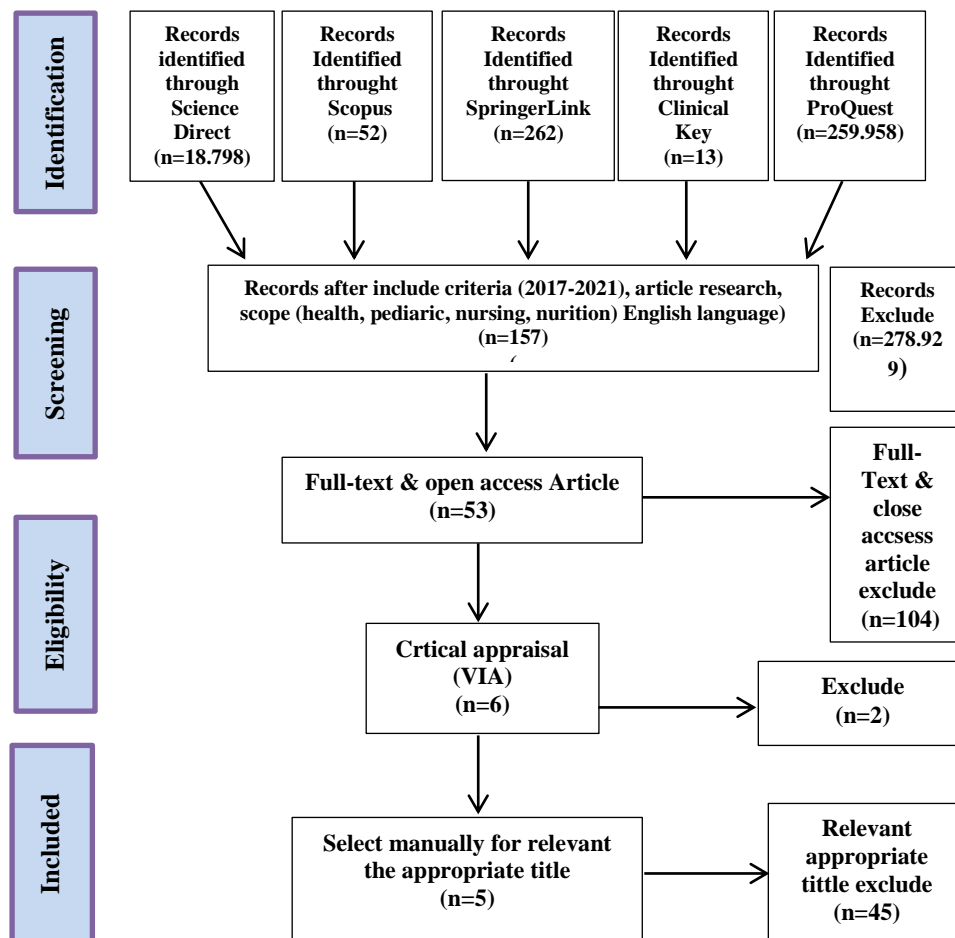 Identification
Records
identified
through
Science
Direct
(n=18.798)
Records
Identified
throught
Scopus
(n=52)
Records
Identified
throught
SpringerLink
(n=262)
Records
Identified
throught
Clinical
Key
(n=13)
Records
Identified
throught
ProQuest
(n=259.958)
Screening
Records after include criteria (2017-2021), article research,
scope (health, pediaric, nursing, nurition) English language)
(n=157)
Records
Exclude
(n=278.92
9)
Full-text & open access Article
(n=53)
Full-
Text &
close
accsess
article
exclude
(n=104)
Eligibility
Crtical appraisal
(VIA)
(n=6)
Exclude
(n=2)
Included
Select manually for relevant
the appropriate title
(n=5)
Relevant
appropriate
tittle exclude
(n=45)